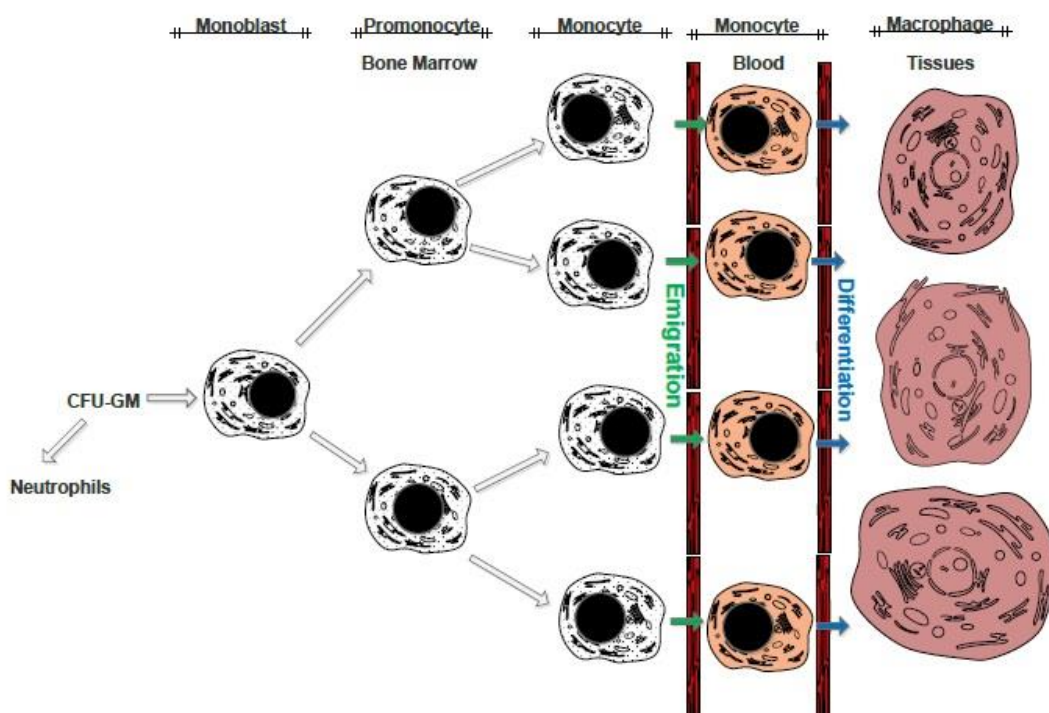 Monoblast
Promonocyte
Monocyte
Monocyte
Macrophage
Bone Marrow
Blood
Tissues
Emigration
Differentiation
CFU-GM
Neutrophils